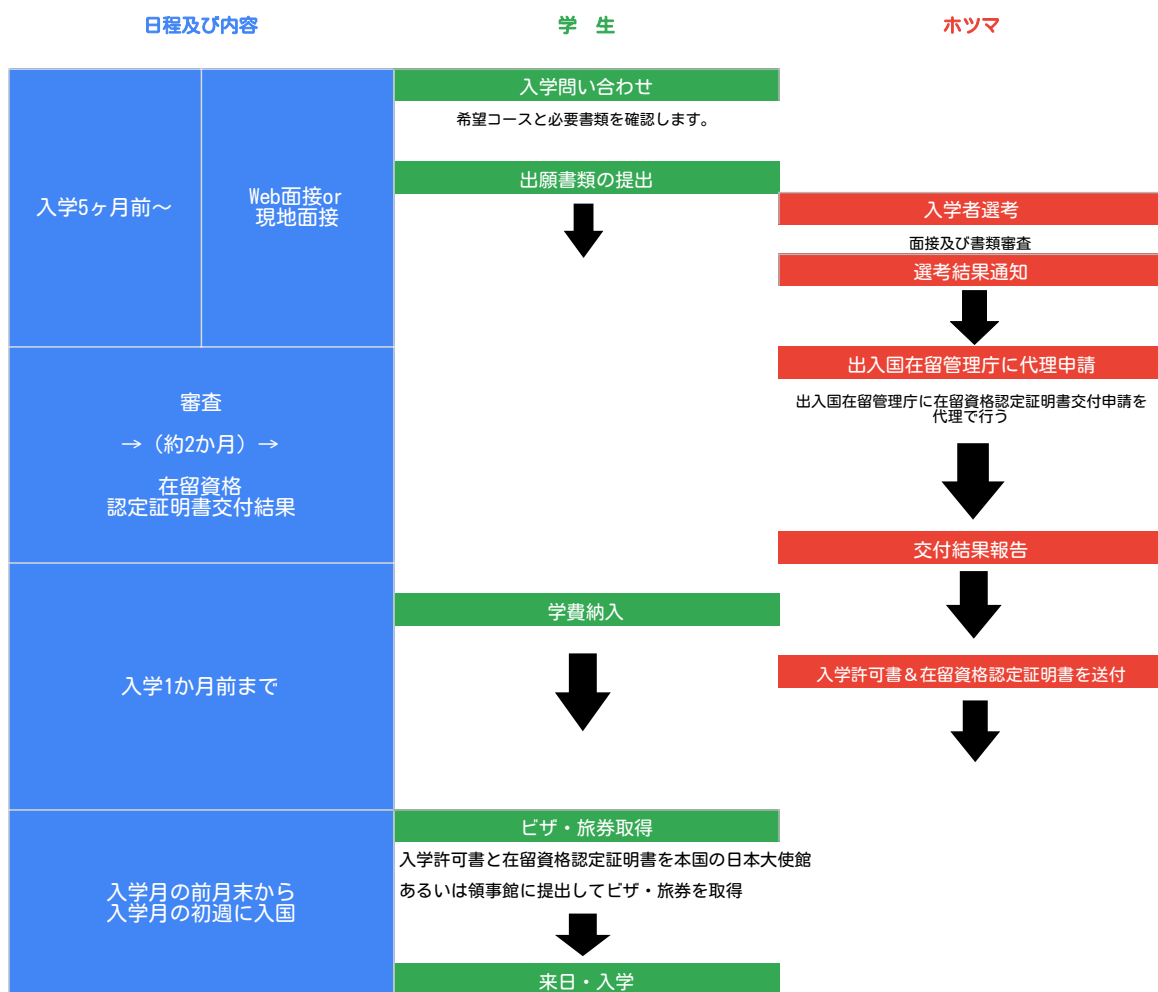 日程及び内容
学 生
ホツマ
入学5ヶ月前～
Web面接or
現地面接
入学問い合わせ
希望コースと必要書類を確認します。
出願書類の提出
入学者選考
面接及び書類審査
選考結果通知
審査
→（約2か月）→
在留資格
認定証明書交付結果
出入国在留管理庁に代理申請
出入国在留管理庁に在留資格認定証明書交付申請を
代理で行う
交付結果報告
入学1か月前まで
学費納入
入学許可書＆在留資格認定証明書を送付
入学月の前月末から
入学月の初週に入国
ビザ・旅券取得
入学許可書と在留資格認定証明書を本国の日本大使館
あるいは領事館に提出してビザ・旅券を取得
来日・入学